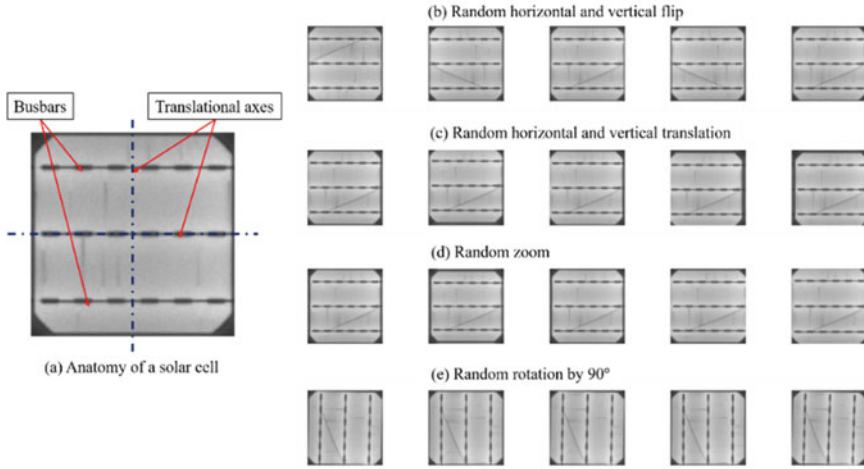 (b) Random horizontal and vertical flip
Busbars
Translational axes
(c) Random horizontal and vertical translation
(d) Random zoom
(a) Anatomy of a solar cell
(e) Random rotation by 90°